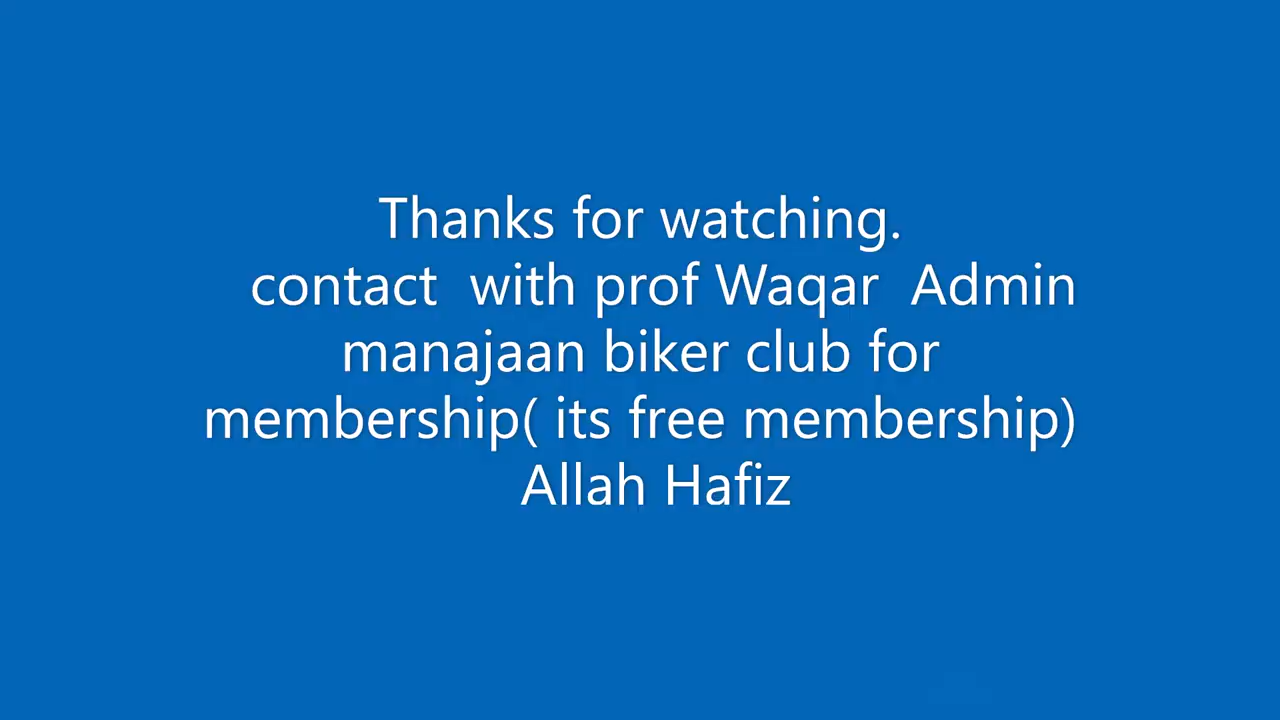 Thanks for watching.
contact with prof Waqar Admin
manajaan biker club for
membership( its free membership)
Allah Hafiz